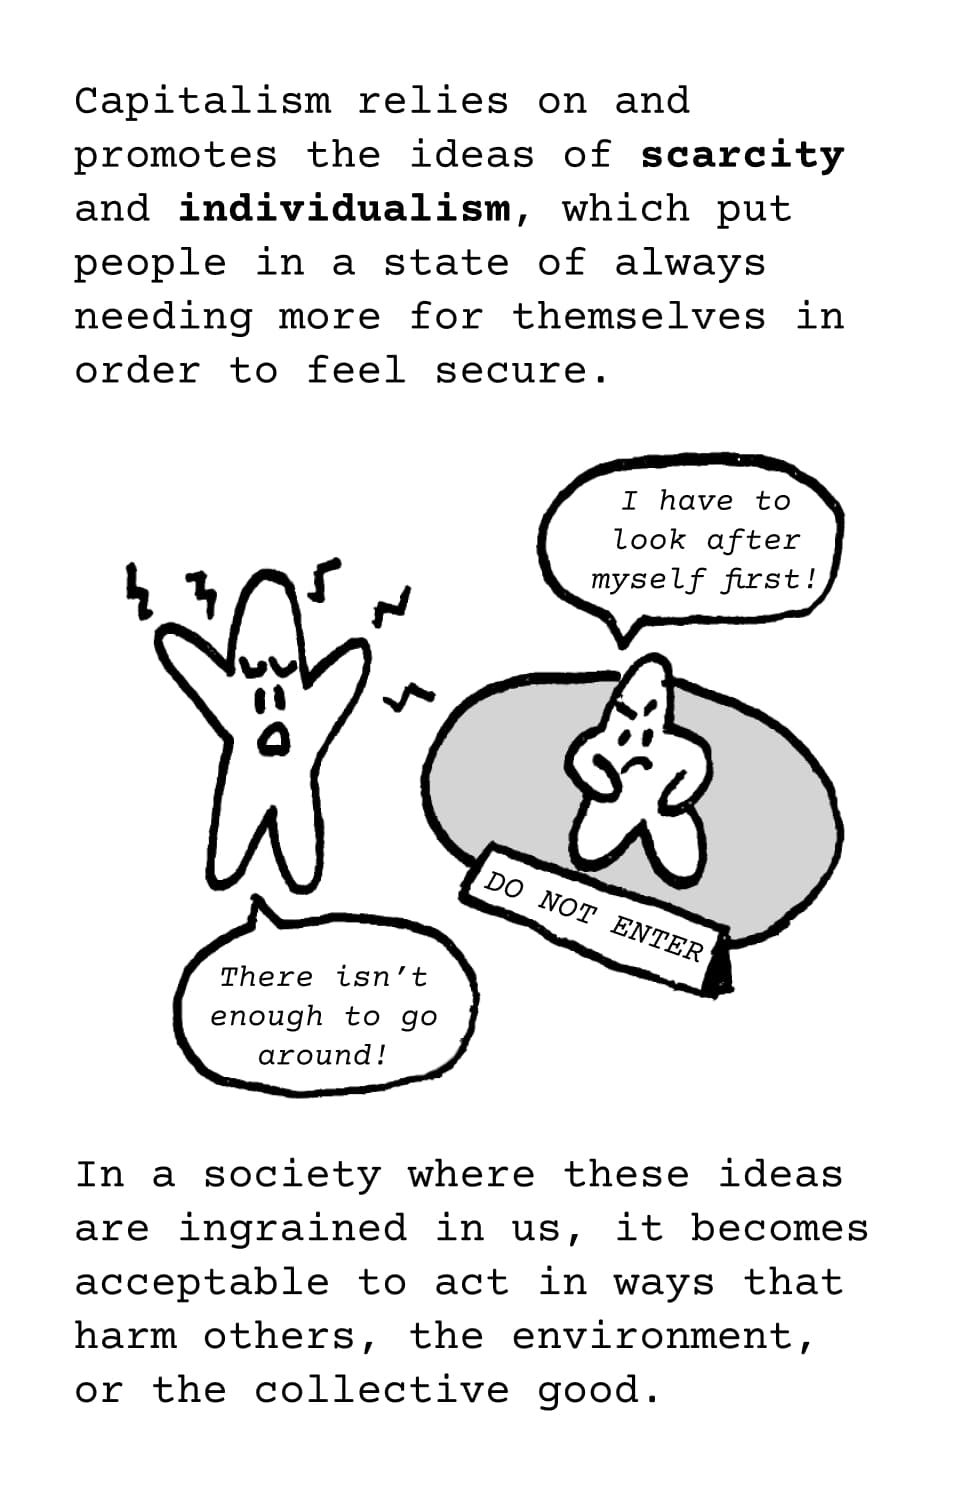 Capitalism relies on and
promotes the ideas of scarcity
and individualism, which put
people in a state of always
needing more for themselves in
order to feel secure.
I have to
look after
myself first!
DO NOT ENTER
There isn't
enough to go
around!
In a society where these ideas
are ingrained in us, it becomes
acceptable to act in ways that
harm others, the environment,
or the collective good.